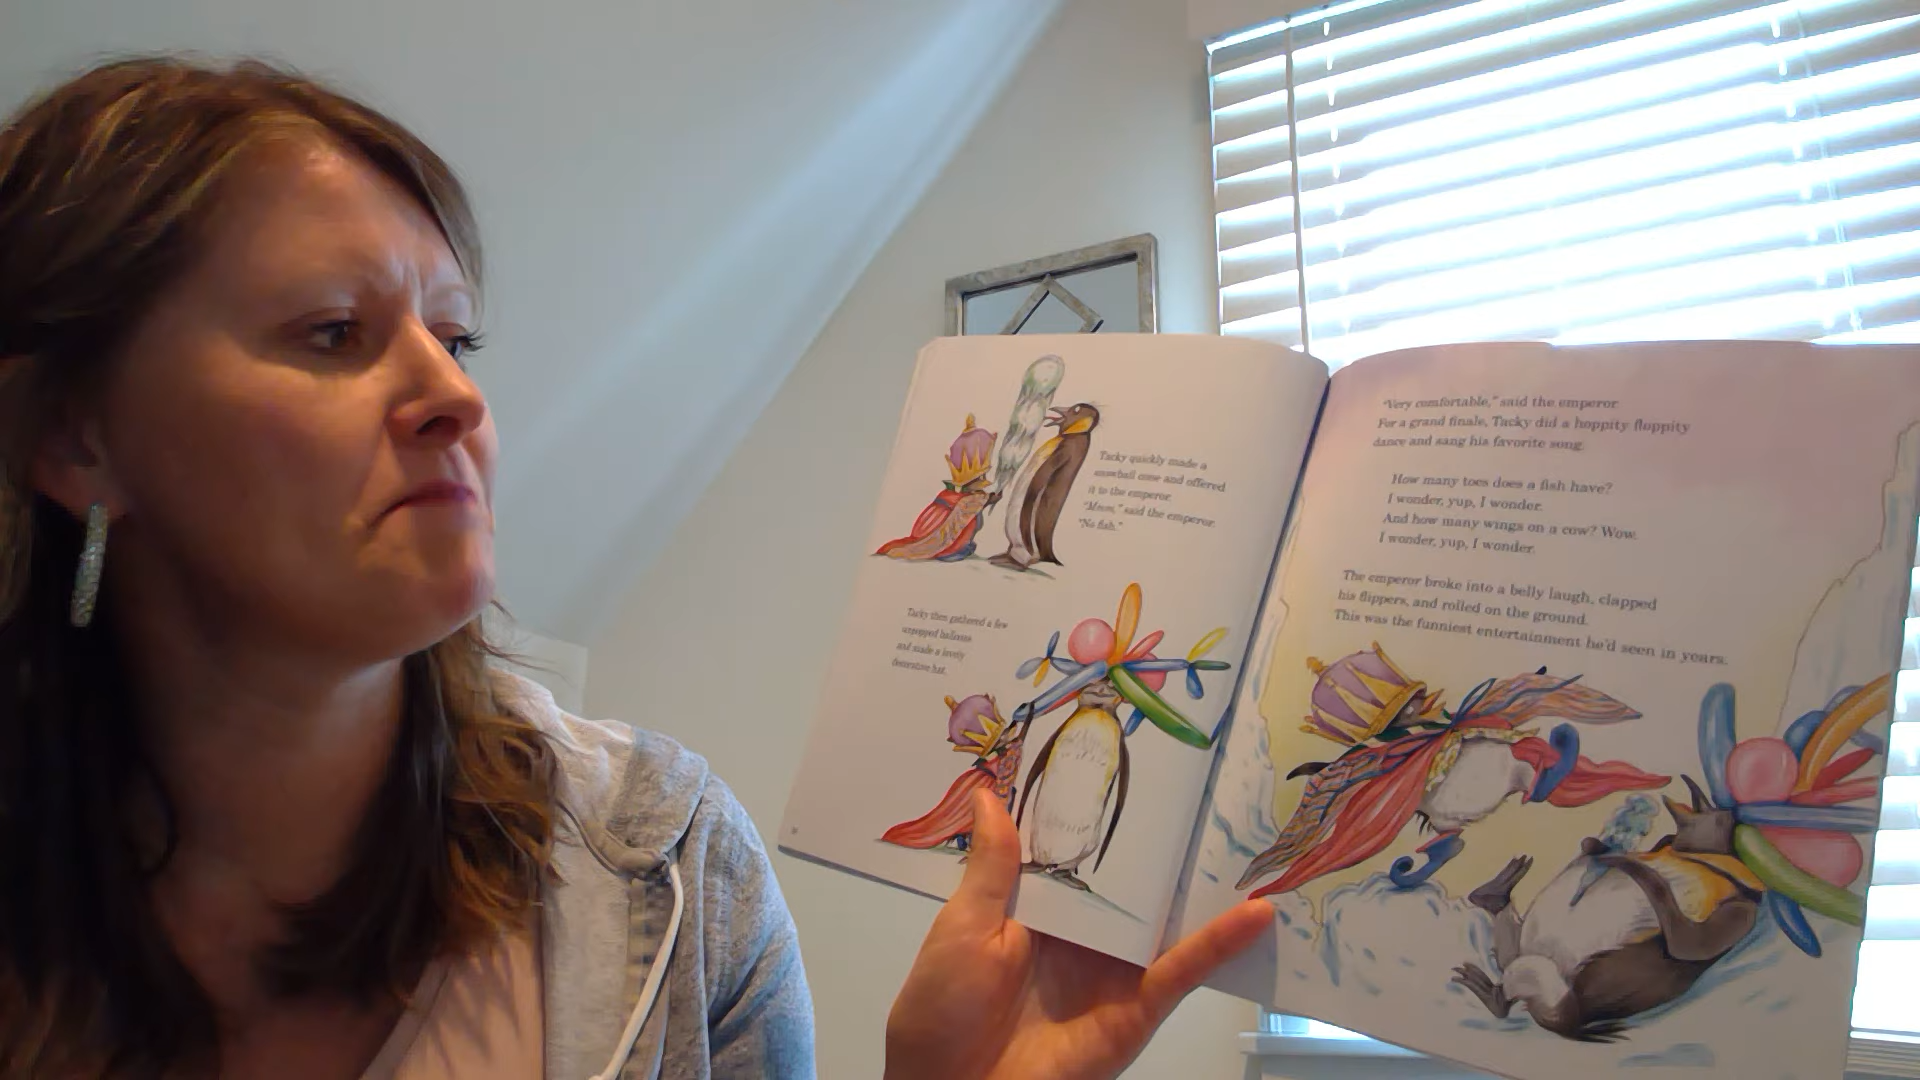 Tacky quickly made a
snowball cone and offered
it to the emperor.
"Mmm," said the emperor.
"No fish."
Tacky then gathered a few
unpopped balloons
and made a lovely
decorative hat.
"Very comfortable," said the emperor.
For a grand finale, Tacky did a hoppity floppity
dance and sang his favorite song.
How many toes does a fish have?
I wonder, yup, I wonder.
And how many wings on a cow? Wow.
I wonder, yup, I wonder.
The emperor broke into a belly laugh, clapped
his flippers, and rolled on the ground.
This was the funniest entertainment he'd seen in years.